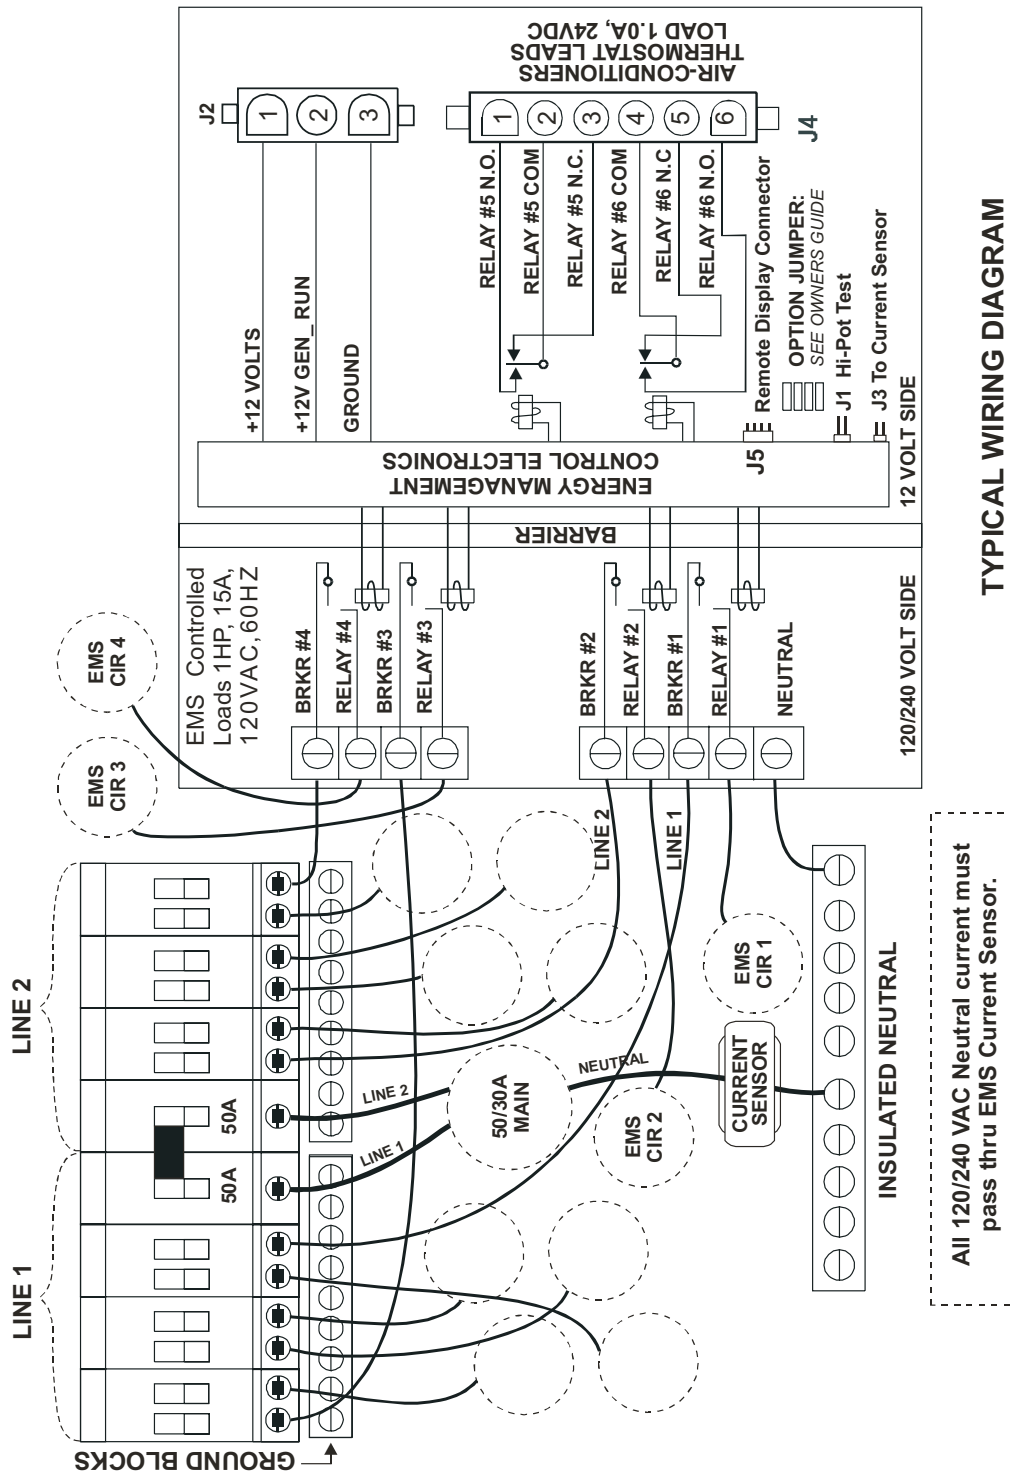 TYPICAL WIRING DIAGRAM
LINE 1
LINE 2
GROUND BLOCKS
50A
50A
LINE 1
LINE 2
50/30A
MAIN
NEUTRAL
CURRENT
SENSOR
INSULATED NEUTRAL
All 120/240 VAC Neutral current must
pass thru EMS Current Sensor.
EMS
CIR 1
EMS
CIR 2
EMS
CIR 3
EMS
CIR 4
LINE 1
LINE 2
EMS Controlled
Loads 1HP, 15A,
120VAC, 60HZ
BRKR #4
RELAY #4
BRKR #3
RELAY #3
BRKR #2
RELAY #2
BRKR #1
RELAY #1
NEUTRAL
120/240 VOLT SIDE
BARRIER
ENERGY MANAGEMENT
CONTROL ELECTRONICS
12 VOLT SIDE
+12 VOLTS
+12V GEN_ RUN
GROUND
J2
1
2
3
RELAY #5 N.O.
RELAY #5 COM
RELAY #5 N.C.
RELAY #6 COM
RELAY #6 N.C
RELAY #6 N.O.
1
2
3
4
5
6
J4
AIR-CONDITIONERS
THERMOSTAT LEADS
LOAD 1.0A, 24VDC
J5
Remote Display Connector
OPTION JUMPER:
SEE OWNERS GUIDE
J1 Hi-Pot Test
J3 To Current Sensor